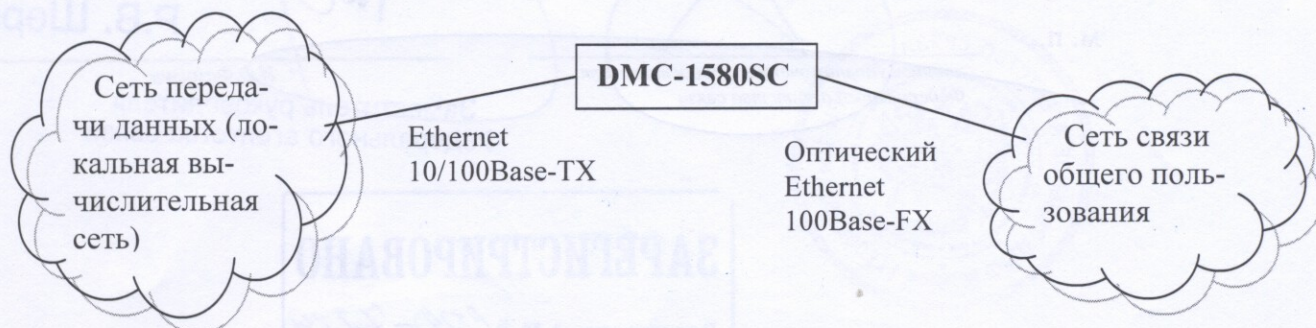 Сеть переда-
чи данных (ло-
кальная вы-
числительная
сеть)
Ethernet
10/100Base-TX
DMC-1580SC
Оптический
Ethernet
100Base-FX
Сеть связи
общего поль-
зования
ЗАРЕГИСТРИРОВАНО